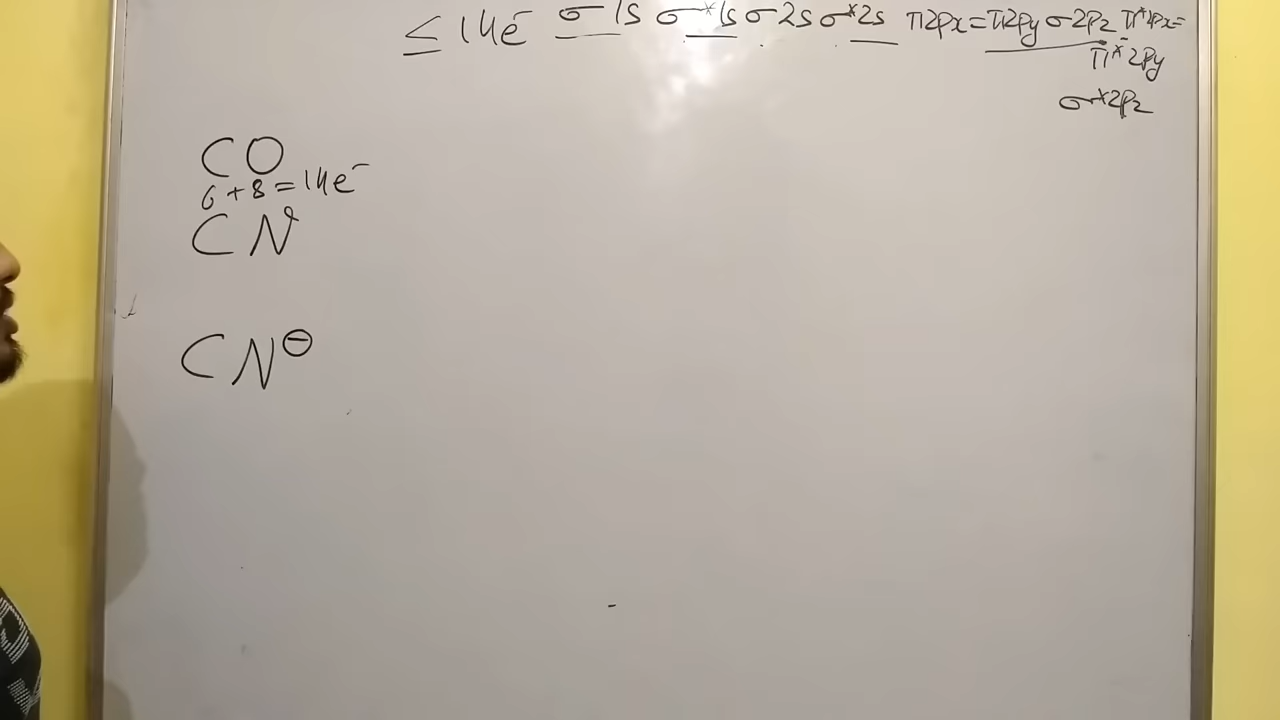 ≤ 14e⁻ σ1s σ*1s σ2s σ*2s π2px=π2py σ2pz π*2px=
π*2py
σ*2pz
CO
6+8=14e⁻
CN
CN⊖